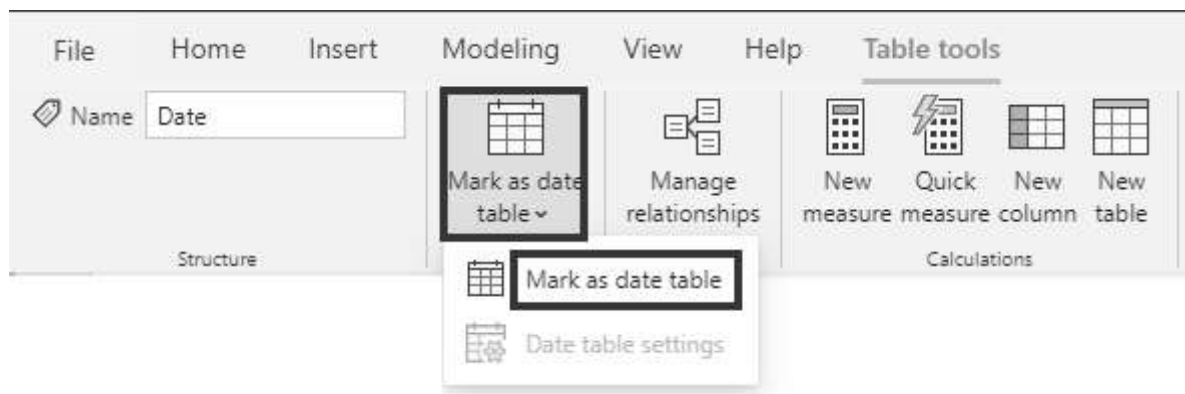 File Home Insert Modeling View Help Table tools
Name Date
Mark as date
table
Manage
relationships
New
measure
Quick
measure
New
column
New
table
Structure
Calculations
Mark as date table
Date table settings